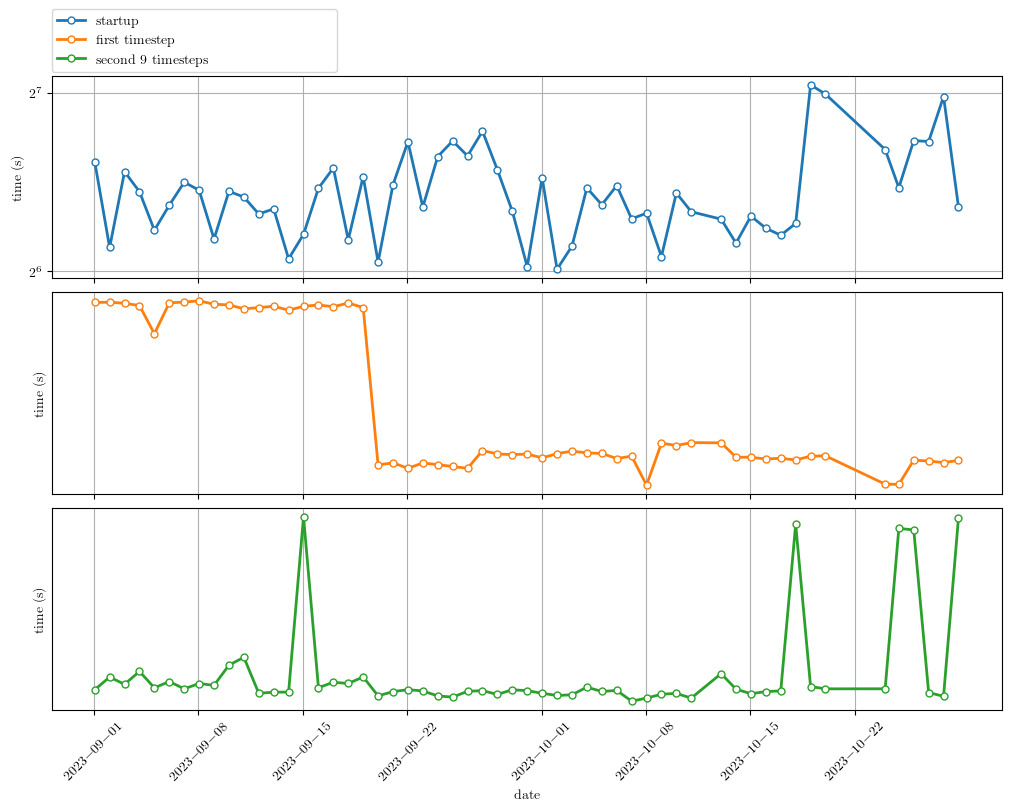 startup
first timestep
second 9 timesteps
2^7
time (s)
2^6
time (s)
time (s)
2023−09−01
2023−09−08
2023−09−15
2023−09−22
2023−10−01
2023−10−08
2023−10−15
2023−10−22
date